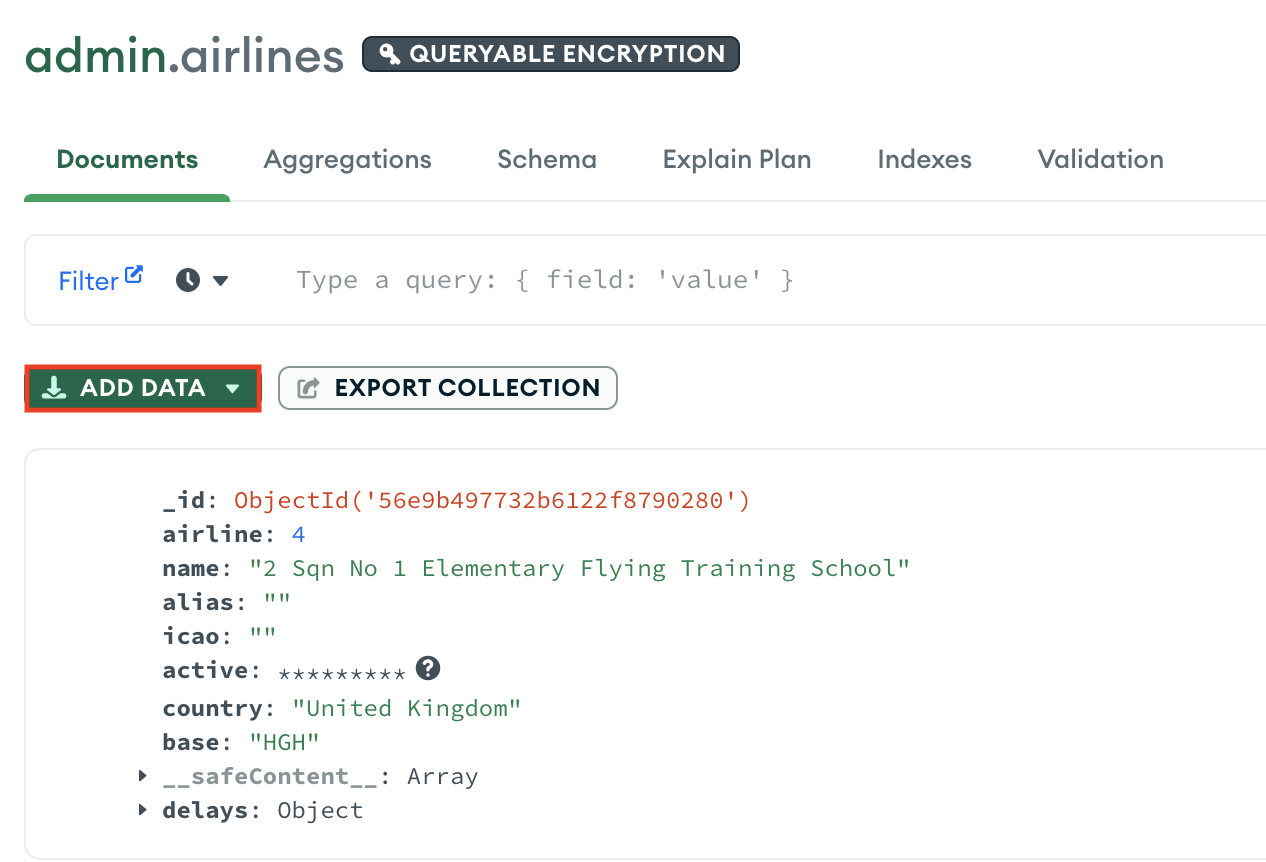 admin.airlines QUERYABLE ENCRYPTION
Documents Aggregations Schema Explain Plan Indexes Validation
Filter Type a query: { field: 'value' }
ADD DATA EXPORT COLLECTION
_id: ObjectId('56e9b497732b6122f8790280')
airline: 4
name: "2 Sqn No 1 Elementary Flying Training School"
alias: ""
icao: ""
active: ********* ?
country: "United Kingdom"
base: "HGH"
__safeContent__: Array
delays: Object